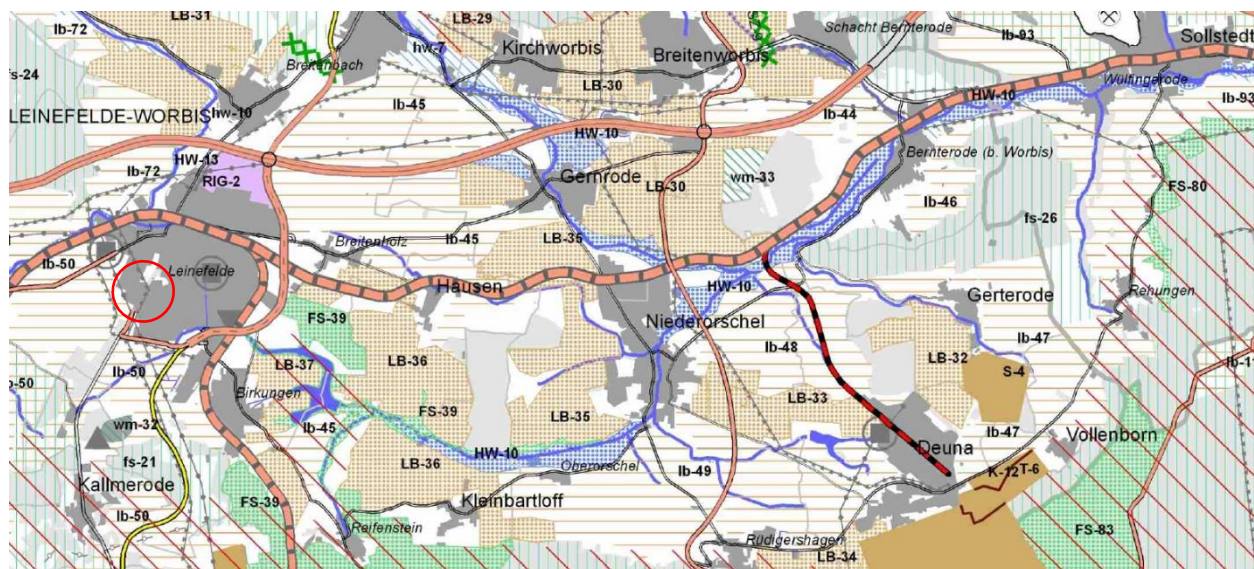 lb-72
LB-31
LB-29
hw-7
Kirchworbis
Breitenworbis
Schacht Bernterode
lb-93
Sollstedt
Breitenbach
fs-24
LB-30
Wülfingerode
hw-10
lb-45
HW-10
lb-93
LEINEFELDE-WORBIS
HW-10
lb-44
HW-13
Bernterode (b. Worbis)
lb-72
RIG-2
Gernrode
LB-30
wm-33
FS-80
lb-46
fs-26
Breitenholz
lb-45
LB-35
lb-50
Leinefelde
Hausen
HW-10
Gerterode
Rehungen
FS-39
Niederorschel
lb-47
lb-48
lb-50
LB-37
LB-36
LB-32
S-4
Birkungen
FS-39
LB-35
LB-33
lb-45
wm-32
HW-10
Deuna
lb-47
Vollenborn
fs-21
LB-36
Oberorschel
lb-49
K-12
T-6
Kallmerode
FS-39
Kleinbartloff
lb-50
Reifenstein
Rüdigershagen
LB-34
FS-83